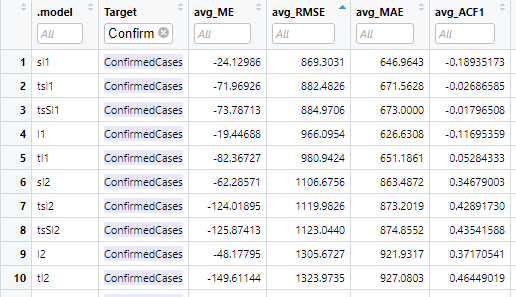 .model Target avg_ME avg_RMSE avg_MAE avg_ACF1
All Confirm All All All All
1 sl1 ConfirmedCases -24.12986 869.3031 646.9643 -0.18935173
2 tsl1 ConfirmedCases -71.96926 882.4826 671.5628 -0.02686585
3 tsSl1 ConfirmedCases -73.78713 884.9706 673.0000 -0.01796508
4 l1 ConfirmedCases -19.44688 966.0954 626.6308 -0.11695359
5 tl1 ConfirmedCases -82.36727 980.9424 651.1861 0.05284333
6 sl2 ConfirmedCases -62.28571 1106.6756 863.4872 0.34679003
7 tsl2 ConfirmedCases -124.01895 1119.9826 873.2019 0.42891730
8 tsSl2 ConfirmedCases -125.87413 1123.0440 874.8552 0.43541588
9 l2 ConfirmedCases -48.17795 1305.6727 921.9317 0.37170541
10 tl2 ConfirmedCases -149.61144 1323.9735 927.0803 0.46449019